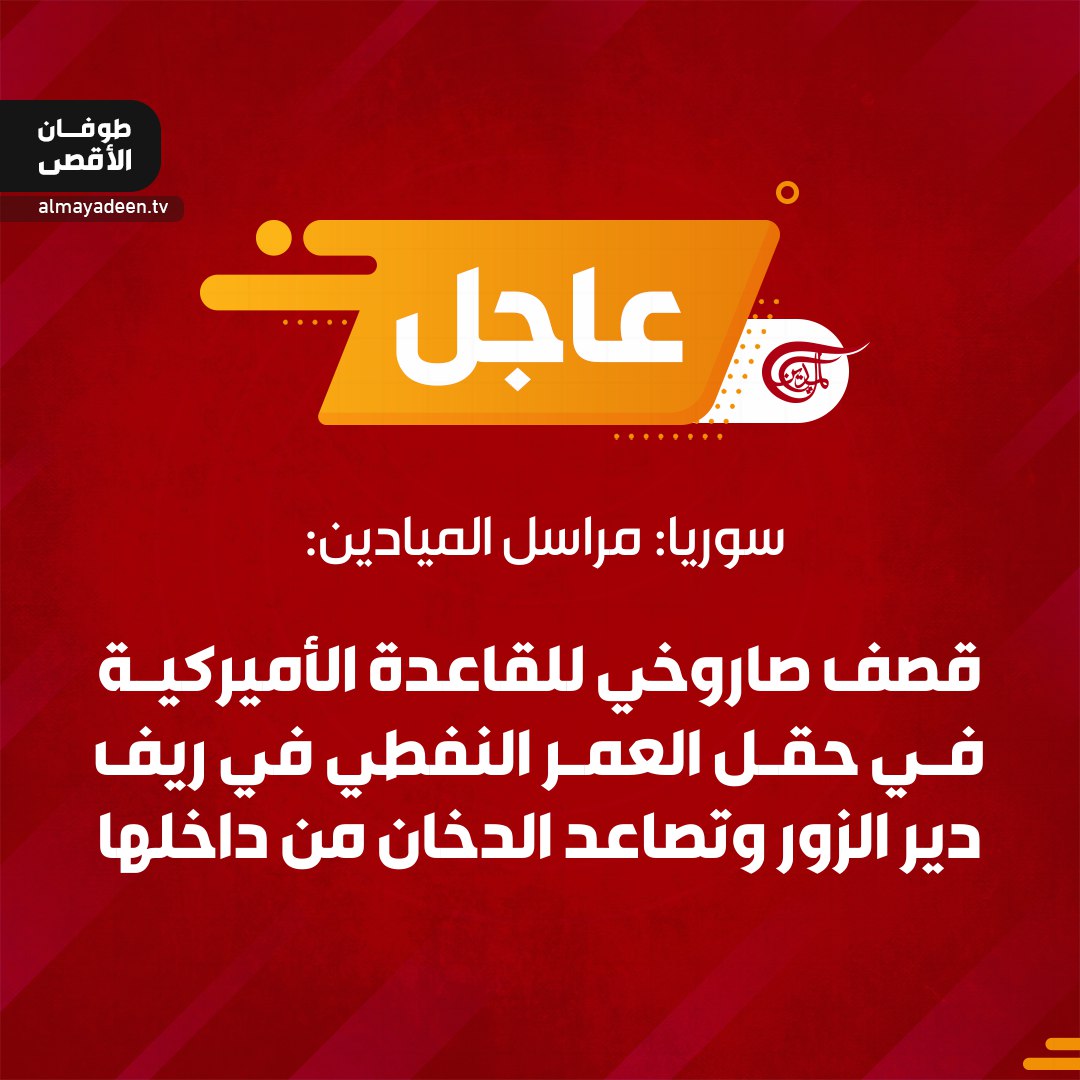 طوفان
الأقصى
almayadeen.tv
عاجل
الميادين
سوريا: مراسل الميادين:
قصف صاروخي للقاعدة الأميركية
في حقل العمر النفطي في ريف
دير الزور وتصاعد الدخان من داخلها